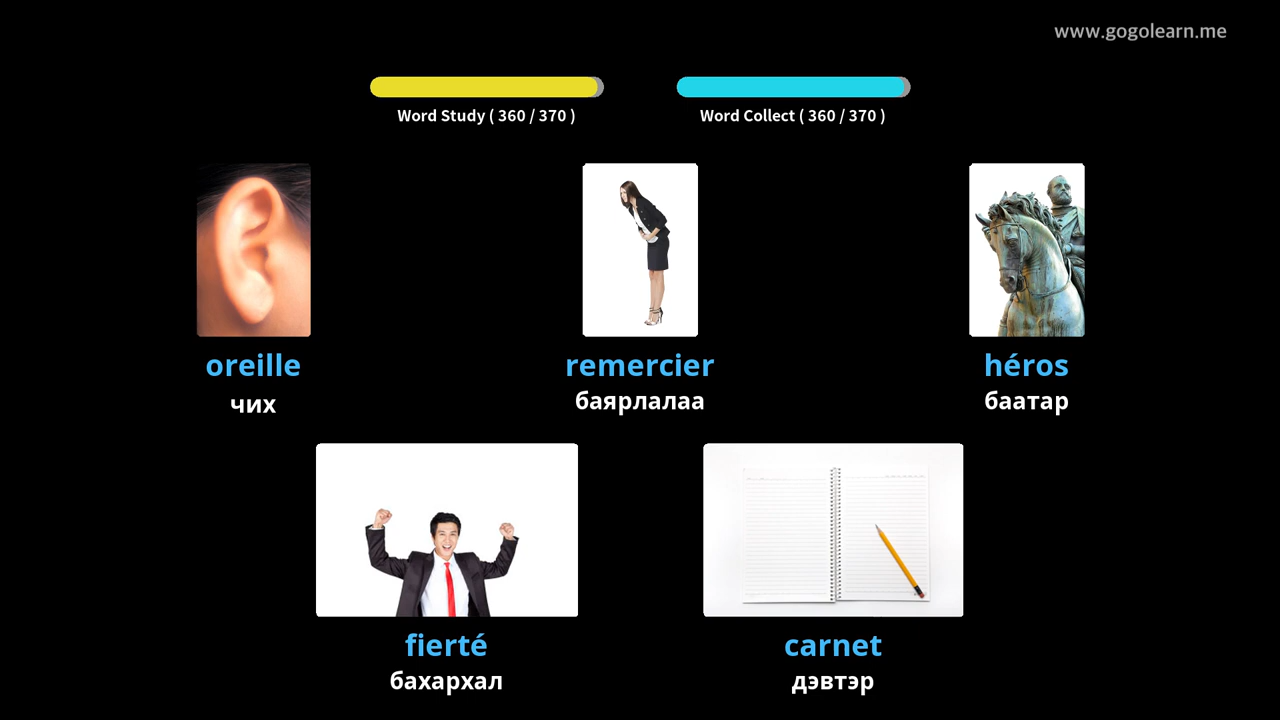 www.gogolearn.me
Word Study ( 360 / 370 )
Word Collect ( 360 / 370 )
oreille
чих
remercier
баярлалаа
héros
баатар
fierté
бахархал
carnet
дэвтэр